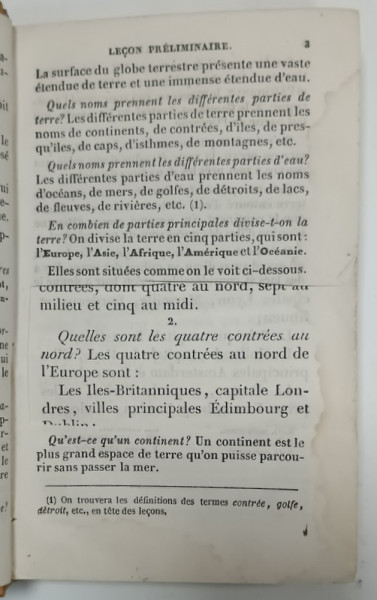 LEÇON PRÉLIMINAIRE. 3
La surface du globe terrestre présente une vaste
étendue de terre et une immense étendue d'eau.
Quels noms prennent les différentes parties de
terre? Les différentes parties de terre prennent les
noms de continents, de contrées, d'îles, de pres-
qu'îles, de caps, d'isthmes, de montagnes, etc.
Quels noms prennent les différentes parties d'eau?
Les différentes parties d'eau prennent les noms
d'océans, de mers, de golfes, de détroits, de lacs,
de fleuves, de rivières, etc. (1).
En combien de parties principales divise-t-on la
terre? On divise la terre en cinq parties, qui sont :
l'Europe, l'Asie, l'Afrique, l'Amérique et l'Océanie.
Elles sont situées comme on le voit ci-dessous.
contrées, dont quatre au nord, sept au
milieu et cinq au midi.
2.
Quelles sont les quatre contrées au
nord? Les quatre contrées au nord de
l'Europe sont :
Les Iles-Britanniques, capitale Lon-
dres, villes principales Édimbourg et
Qu'est-ce qu'un continent? Un continent est le
plus grand espace de terre qu'on puisse parcou-
rir sans passer la mer.
(1) On trouvera les définitions des termes contrée, golfe,
détroit, etc., en tête des leçons.